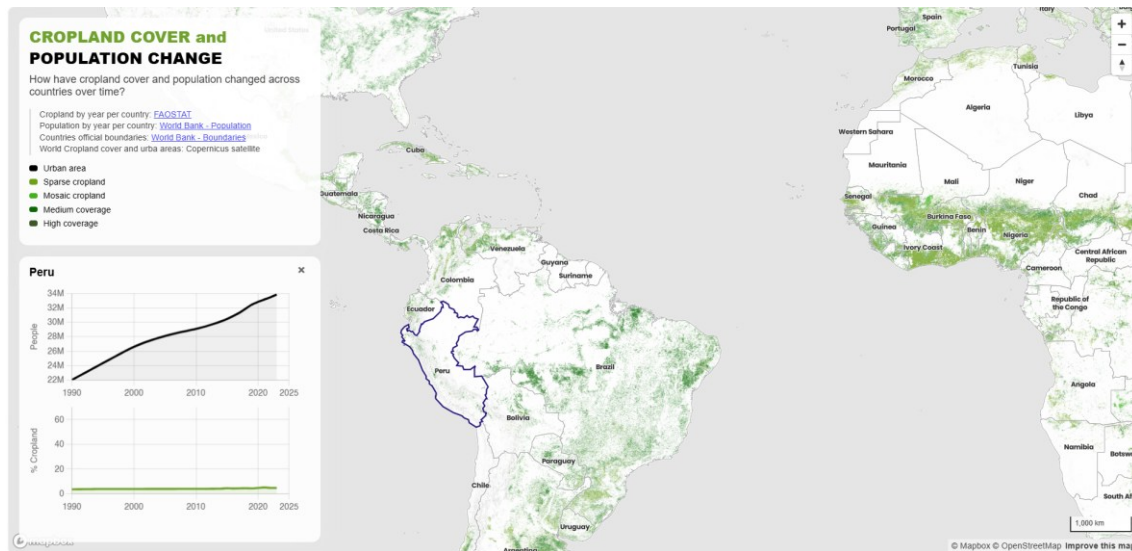 CROPLAND COVER and
POPULATION CHANGE
How have cropland cover and population changed across
countries over time?
Cropland by year per country: FAOSTAT
Population by year per country: World Bank - Population
Countries official boundaries: World Bank - Boundaries
World Cropland cover and urba areas: Copernicus satellite
Urban area
Sparse cropland
Mosaic cropland
Medium coverage
High coverage
Peru
×
People
34M
32M
30M
28M
26M
24M
22M
1990
2000
2010
2020
2025
% Cropland
60
40
20
0
1990
2000
2010
2020
2025
United States
Cuba
Guatemala
Nicaragua
Costa Rica
Venezuela
Guyana
Suriname
Colombia
Ecuador
Peru
Brazil
Bolivia
Paraguay
Chile
Uruguay
Argentina
Spain
Portugal
Italy
Tunisia
Morocco
Algeria
Libya
Western Sahara
Mauritania
Mali
Niger
Chad
Senegal
Burkina Faso
Guinea
Benin
Nigeria
Ivory Coast
Central African
Republic
Cameroon
Republic of
the Congo
Angola
Namibia
Botsw
South Af
+
−
1,000 km
mapbox
© Mapbox © OpenStreetMap Improve this map